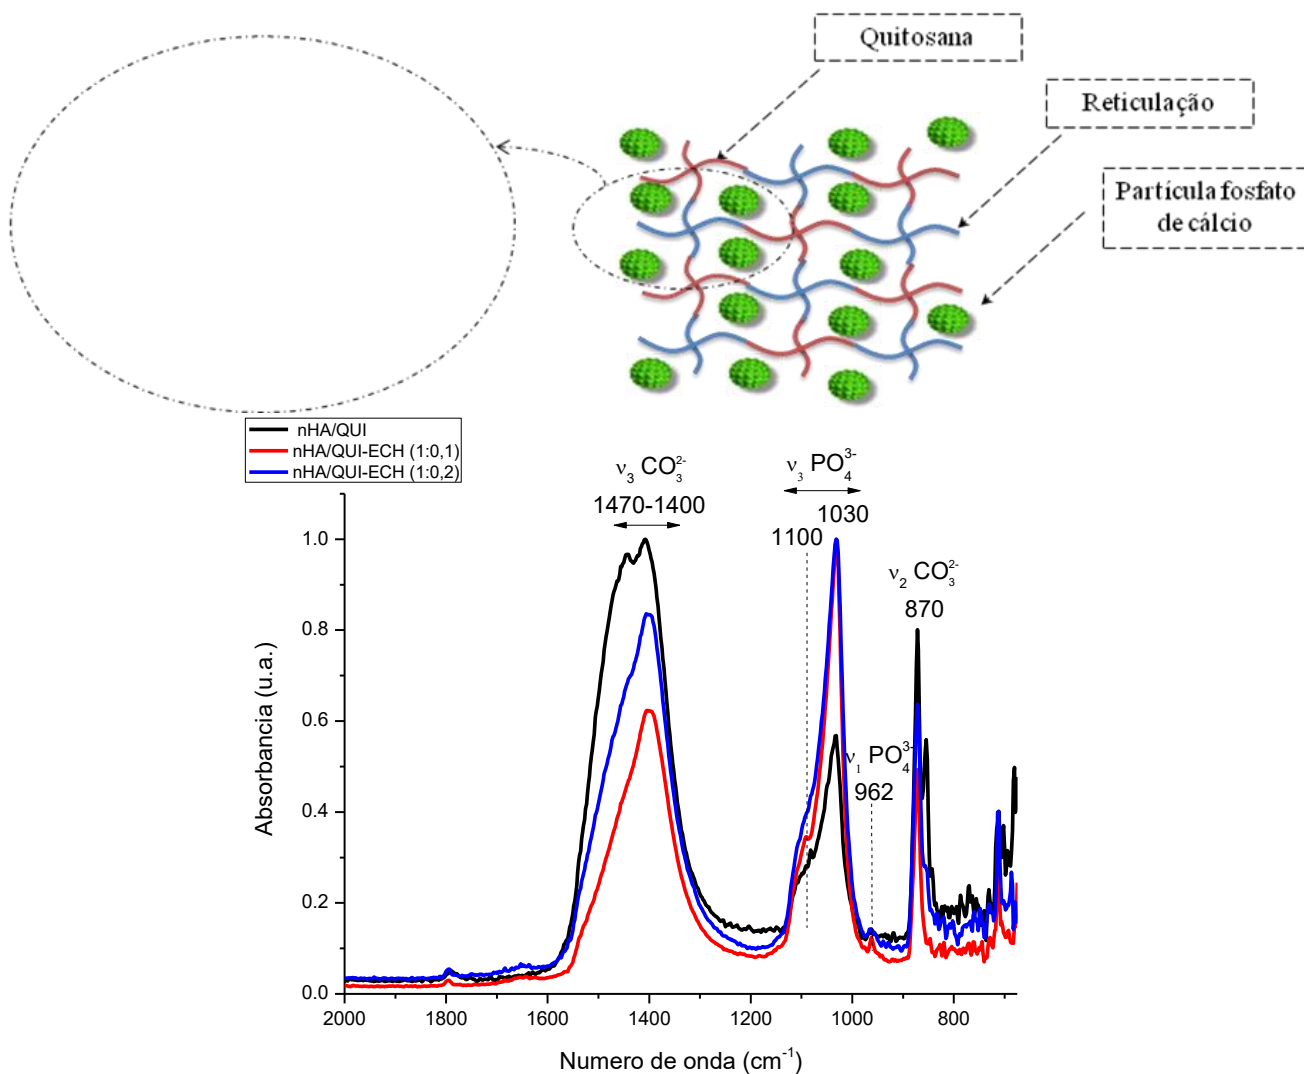 Quitosana
Reticulação
Partícula fosfato
de cálcio
nHA/QUI
nHA/QUI-ECH (1:0,1)
nHA/QUI-ECH (1:0,2)
ν₃ CO₃²⁻
1470-1400
ν₃ PO₄³⁻
1030
1100
ν₂ CO₃²⁻
870
ν₁ PO₄³⁻
962
1.0
0.8
0.6
0.4
0.2
0.0
Absorbancia (u.a.)
2000 1800 1600 1400 1200 1000 800
Numero de onda (cm⁻¹)